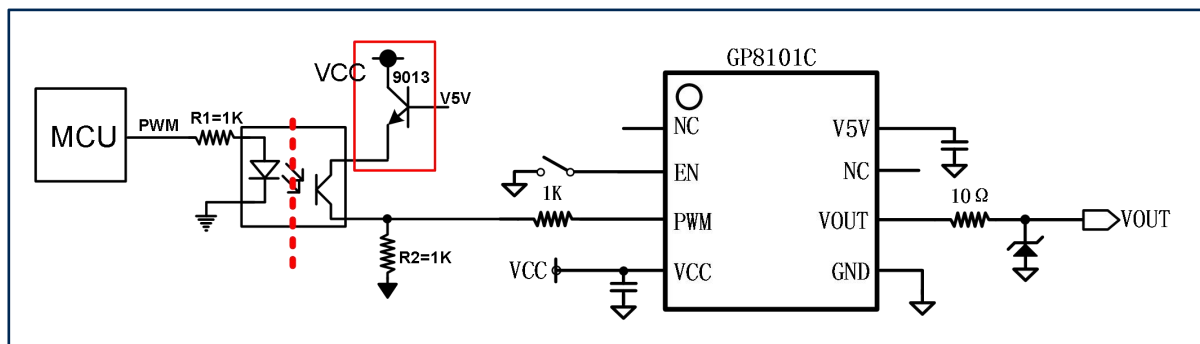 GP8101C
VCC
9013
V5V
MCU
PWM
R1=1K
R2=1K
1K
VCC
NC
EN
PWM
VCC
V5V
NC
VOUT
GND
10Ω
VOUT